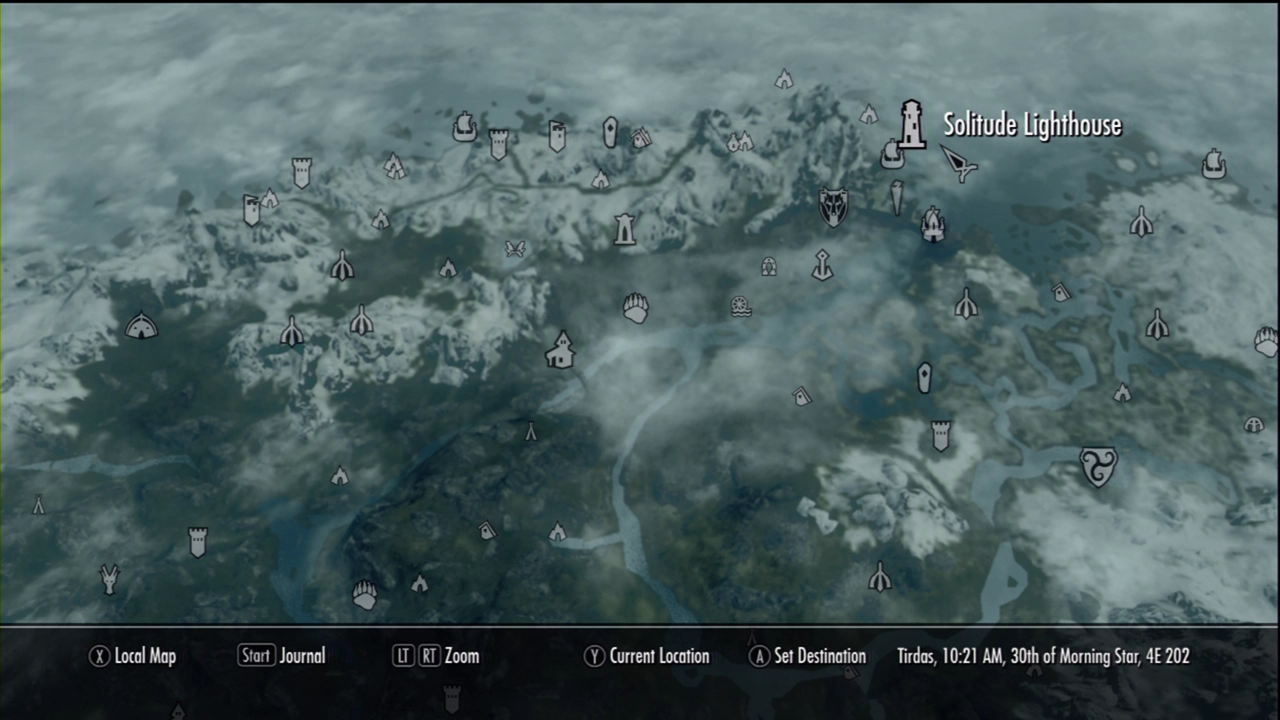 Solitude Lighthouse
X Local Map
Start Journal
LT RT Zoom
Y Current Location
A Set Destination
Tirdas, 10:21 AM, 30th of Morning Star, 4E 202